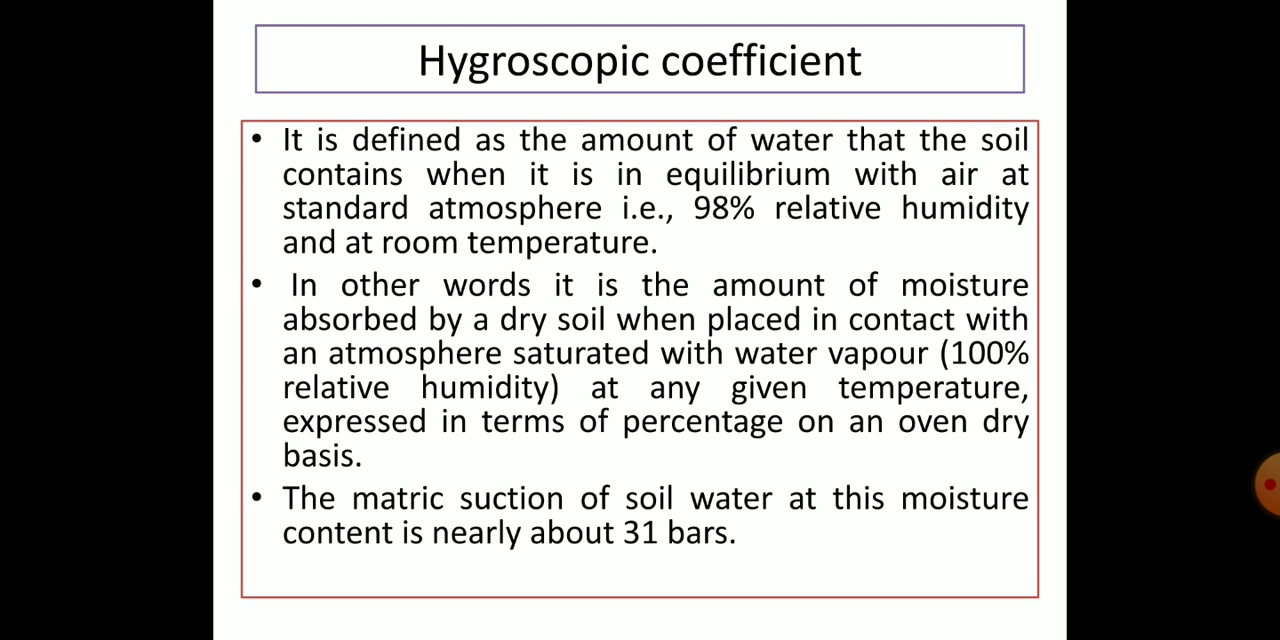 Hygroscopic coefficient
• It is defined as the amount of water that the soil
contains when it is in equilibrium with air at
standard atmosphere i.e., 98% relative humidity
and at room temperature.
• In other words it is the amount of moisture
absorbed by a dry soil when placed in contact with
an atmosphere saturated with water vapour (100%
relative humidity) at any given temperature,
expressed in terms of percentage on an oven dry
basis.
• The matric suction of soil water at this moisture
content is nearly about 31 bars.